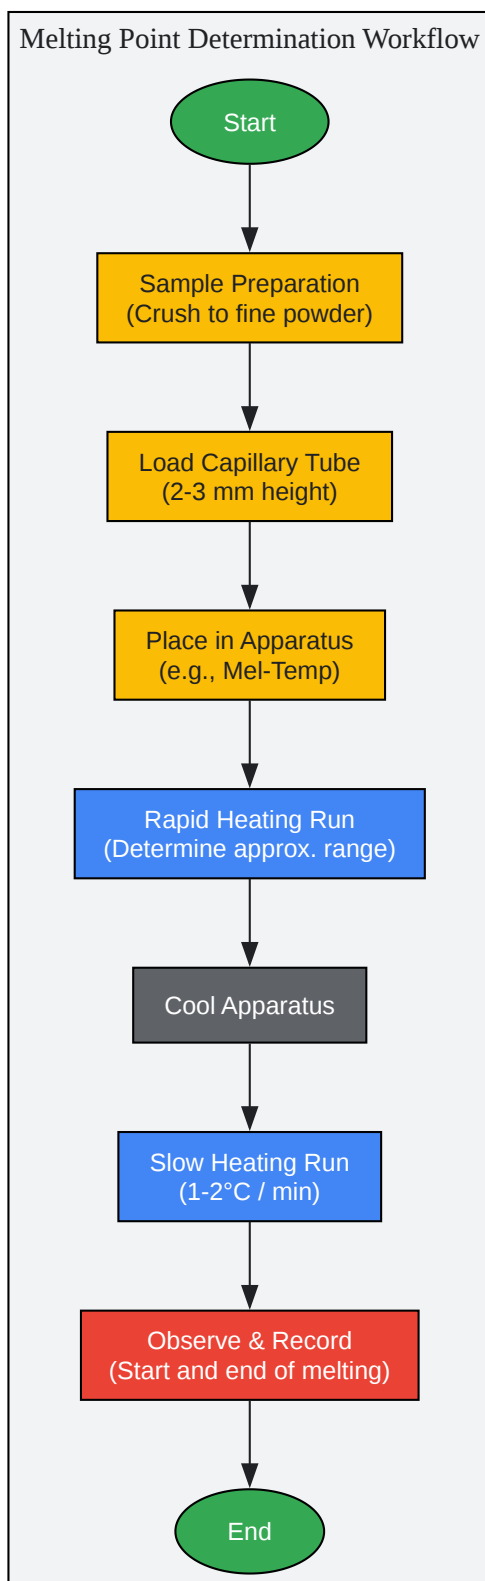 Melting Point Determination Workflow
Start
Sample Preparation
(Crush to fine powder)
Load Capillary Tube
(2-3 mm height)
Place in Apparatus
(e.g., Mel-Temp)
Rapid Heating Run
(Determine approx. range)
Cool Apparatus
Slow Heating Run
(1-2°C / min)
Observe & Record
(Start and end of melting)
End